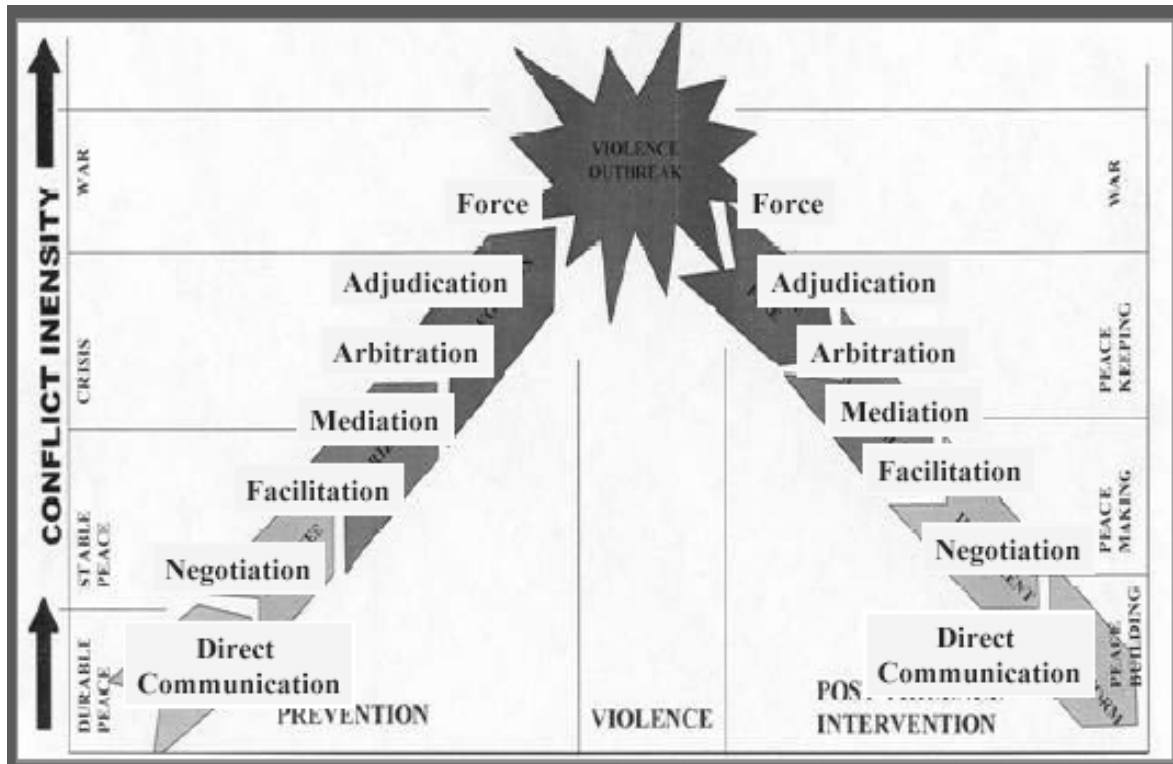 CONFLICT INENSITY
WAR
CRISIS
STABLE
PEACE
DURABLE
PEACE
VIOLENCE
OUTBREAK
Force
Adjudication
Arbitration
Mediation
Facilitation
Negotiation
Direct
Communication
PREVENTION
VIOLENCE
Force
Adjudication
Arbitration
Mediation
Facilitation
Negotiation
Direct
Communication
POST
INTERVENTION
WAR
PEACE
KEEPING
PEACE
MAKING
PEACE
BUILDING